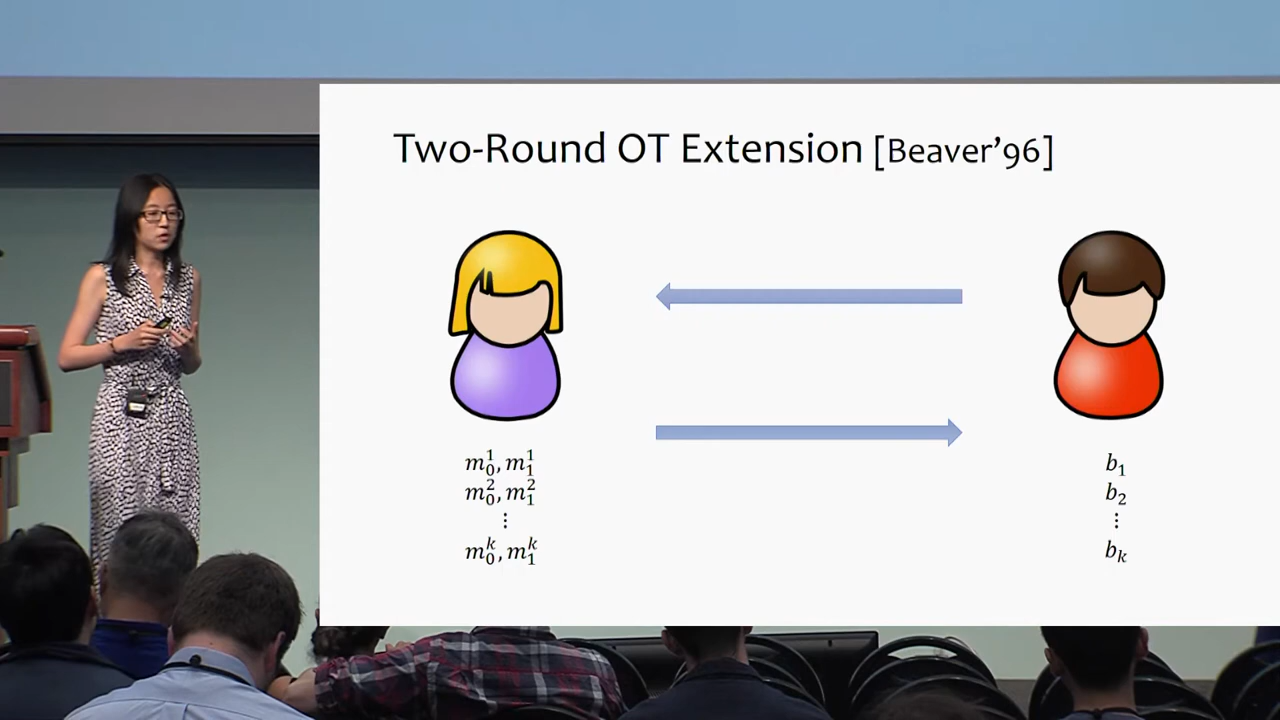 Two-Round OT Extension [Beaver'96]
$m_0^1, m_1^1$
$m_0^2, m_1^2$
⋮
$m_0^k, m_1^k$
$b_1$
$b_2$
⋮
$b_k$